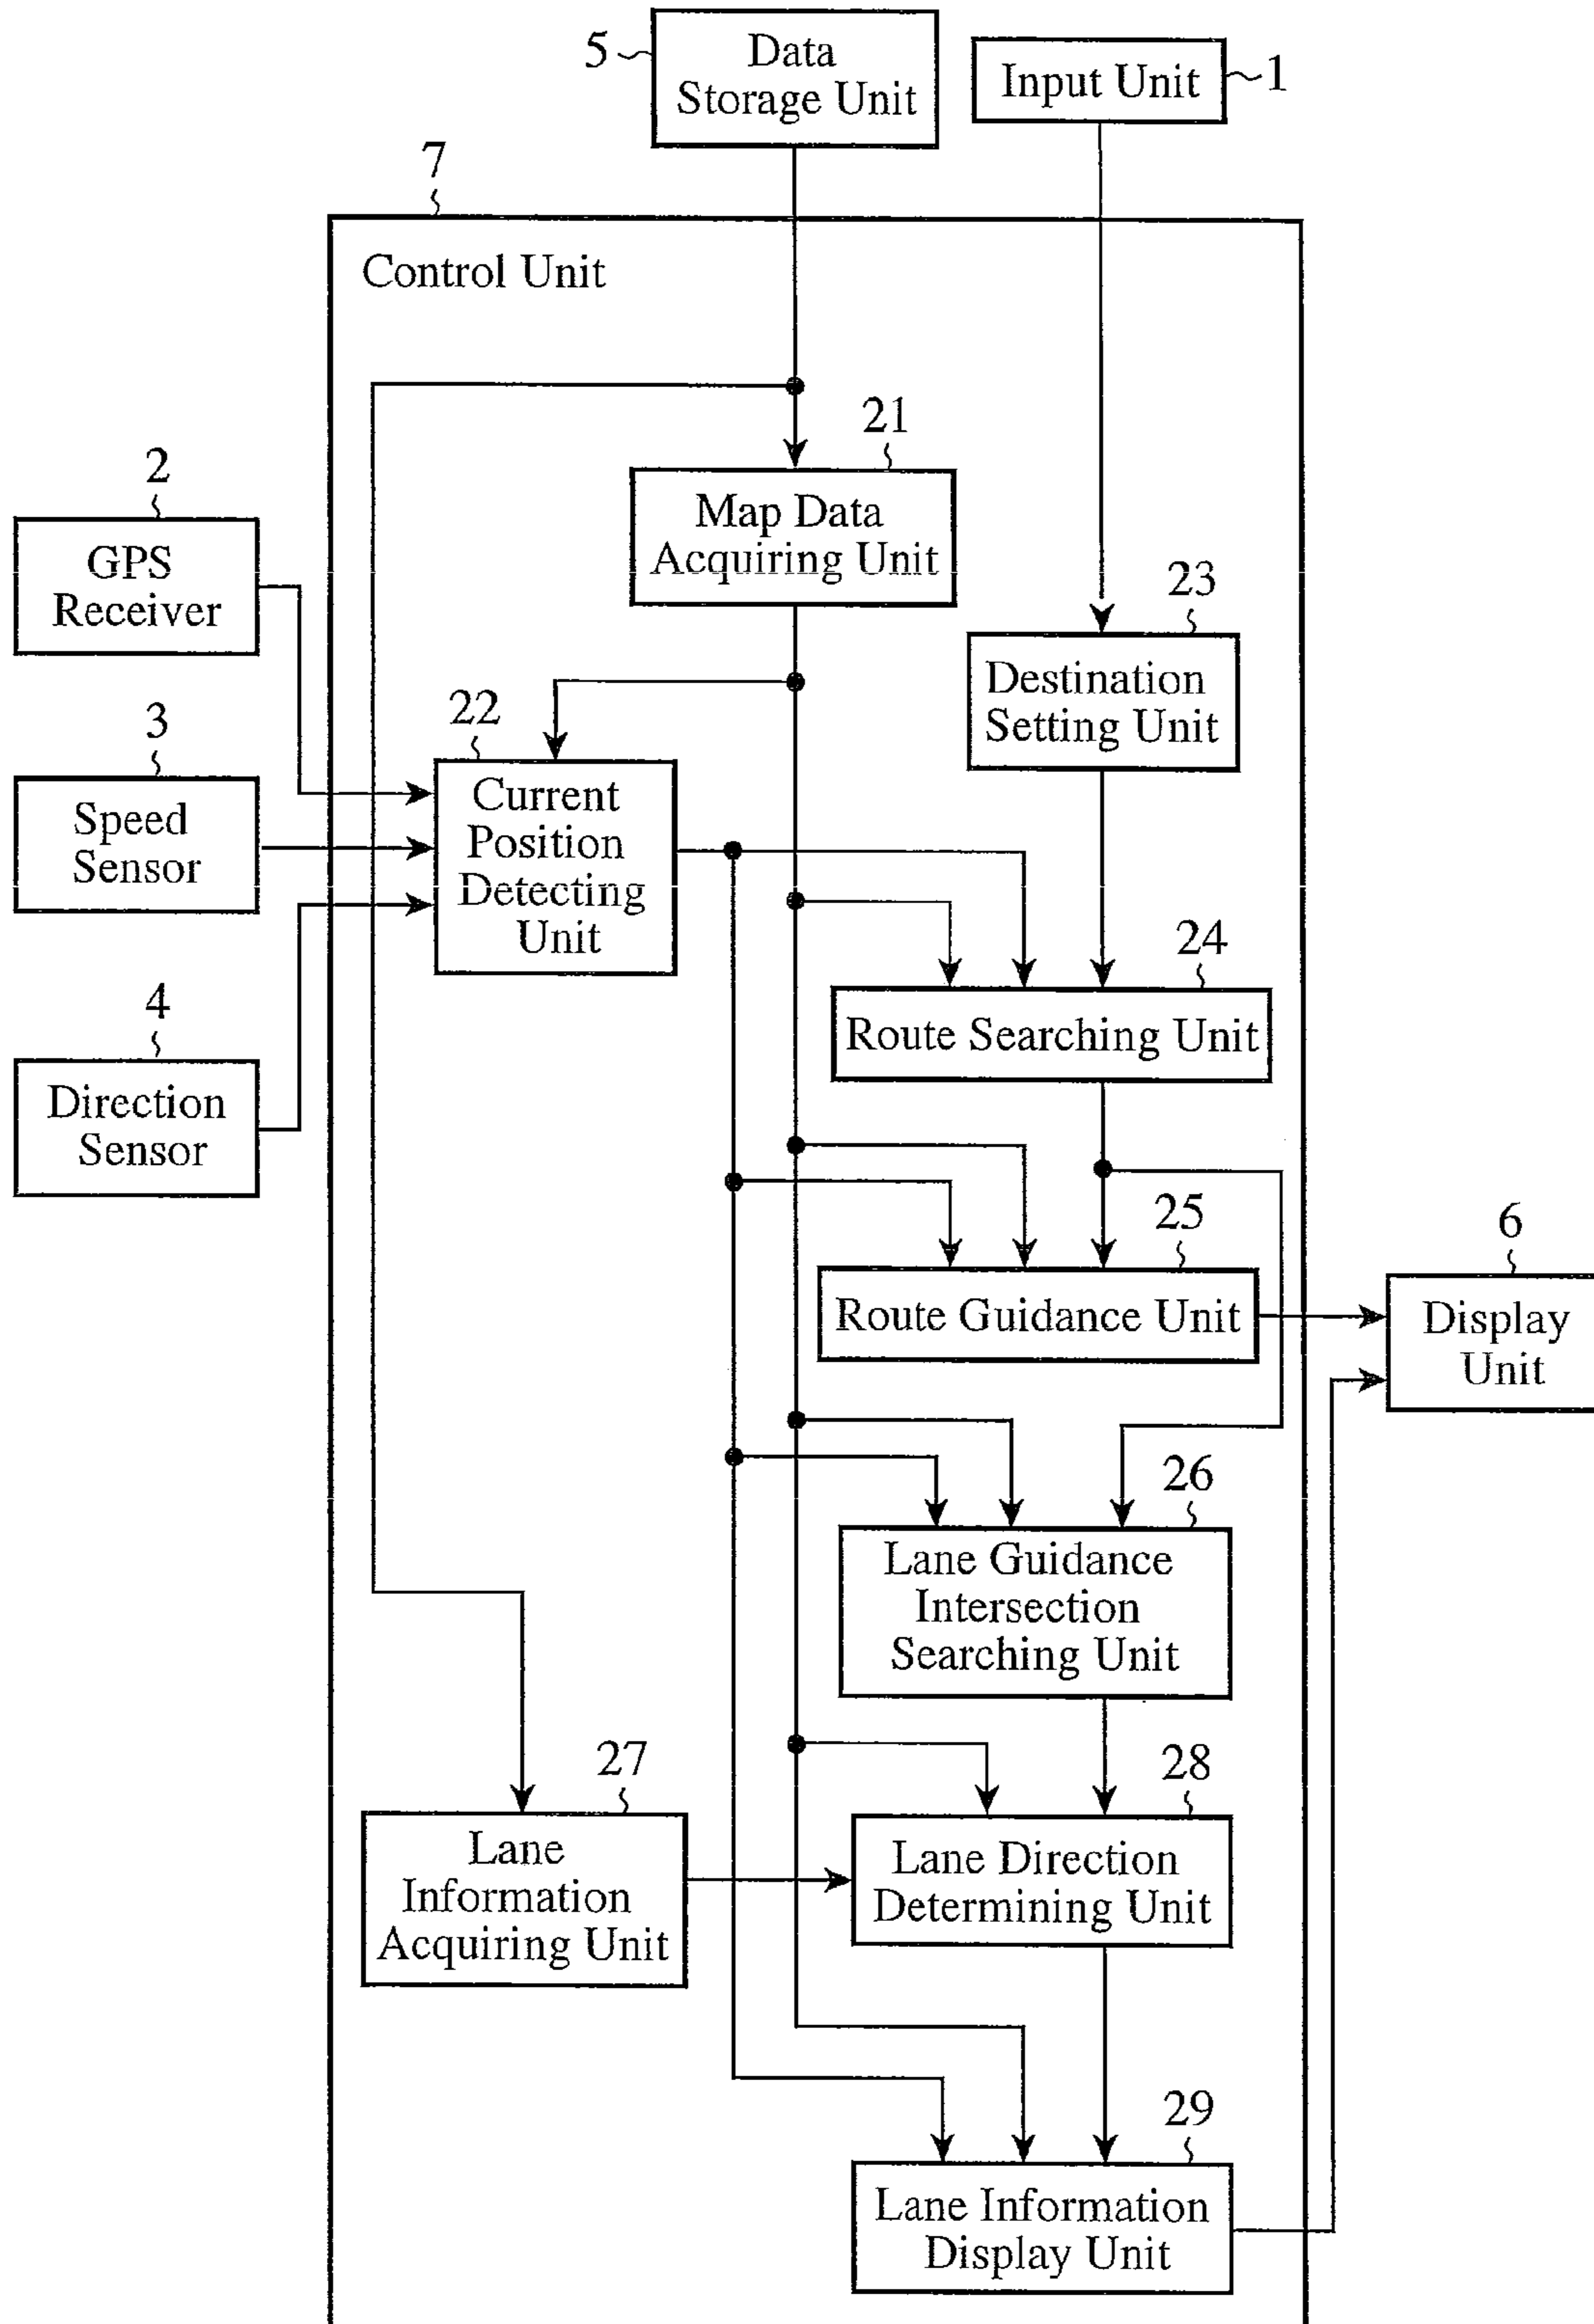 5
Data
Storage Unit
Input Unit
1
7
Control Unit
21
Map Data
Acquiring Unit
2
GPS
Receiver
23
Destination
Setting Unit
22
Current
Position
Detecting
Unit
3
Speed
Sensor
24
Route Searching Unit
4
Direction
Sensor
25
Route Guidance Unit
6
Display
Unit
26
Lane Guidance
Intersection
Searching Unit
27
Lane
Information
Acquiring Unit
28
Lane Direction
Determining Unit
29
Lane Information
Display Unit